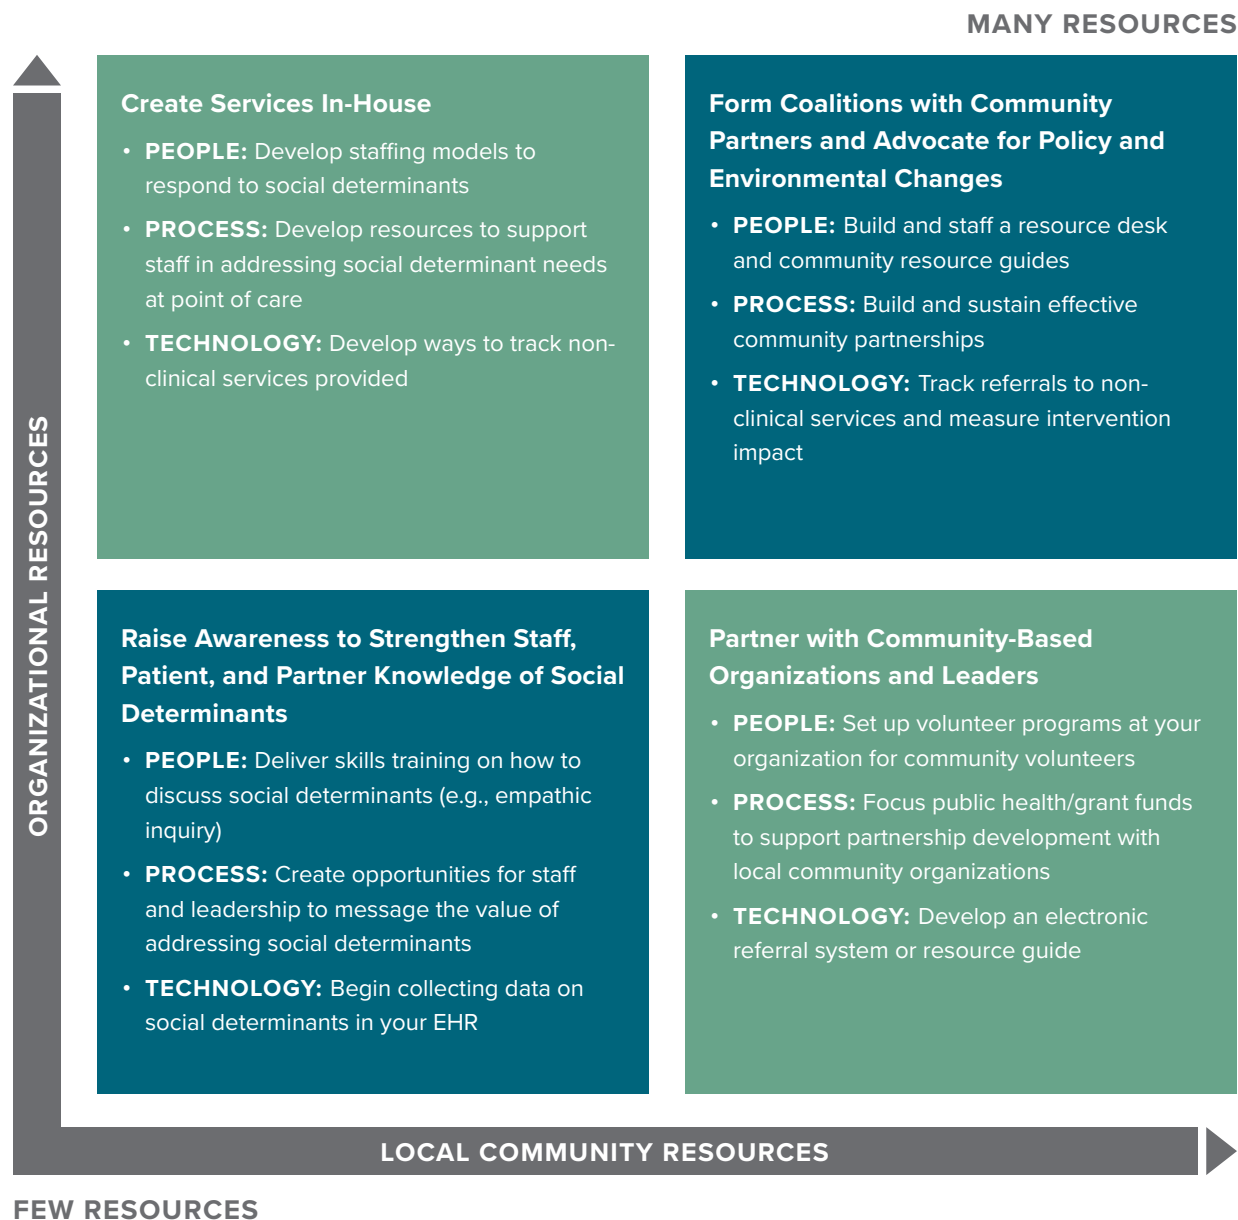 MANY RESOURCES
Create Services In-House
• PEOPLE: Develop staffing models to
respond to social determinants
• PROCESS: Develop resources to support
staff in addressing social determinant needs
at point of care
• TECHNOLOGY: Develop ways to track non-
clinical services provided
Form Coalitions with Community
Partners and Advocate for Policy and
Environmental Changes
• PEOPLE: Build and staff a resource desk
and community resource guides
• PROCESS: Build and sustain effective
community partnerships
• TECHNOLOGY: Track referrals to non-
clinical services and measure intervention
impact
ORGANIZATIONAL RESOURCES
Raise Awareness to Strengthen Staff,
Patient, and Partner Knowledge of Social
Determinants
• PEOPLE: Deliver skills training on how to
discuss social determinants (e.g., empathic
inquiry)
• PROCESS: Create opportunities for staff
and leadership to message the value of
addressing social determinants
• TECHNOLOGY: Begin collecting data on
social determinants in your EHR
Partner with Community-Based
Organizations and Leaders
• PEOPLE: Set up volunteer programs at your
organization for community volunteers
• PROCESS: Focus public health/grant funds
to support partnership development with
local community organizations
• TECHNOLOGY: Develop an electronic
referral system or resource guide
LOCAL COMMUNITY RESOURCES
FEW RESOURCES